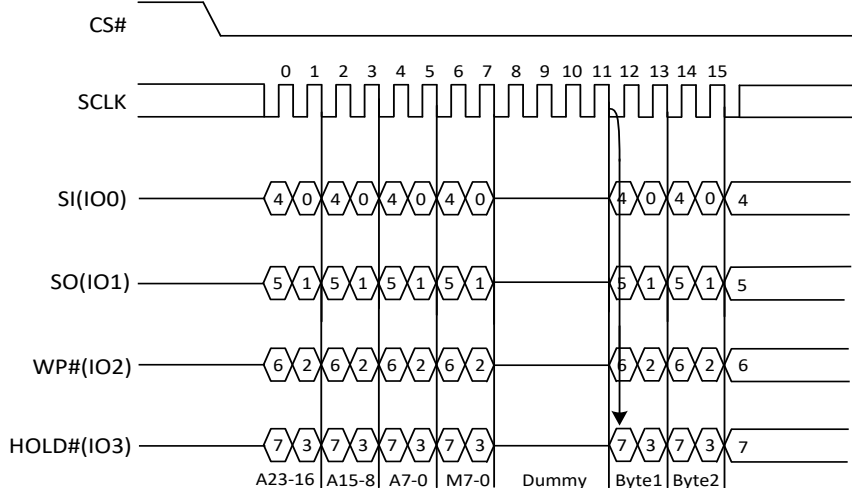 CS#
0 1 2 3 4 5 6 7 8 9 10 11 12 13 14 15
SCLK
SI(IO0) 4 0 4 0 4 0 4 0 4 0 4 0 4
SO(IO1) 5 1 5 1 5 1 5 1 5 1 5 1 5
WP#(IO2) 6 2 6 2 6 2 6 2 6 2 6 2 6
HOLD#(IO3) 7 3 7 3 7 3 7 3 7 3 7 3 7
A23-16 A15-8 A7-0 M7-0 Dummy Byte1 Byte2